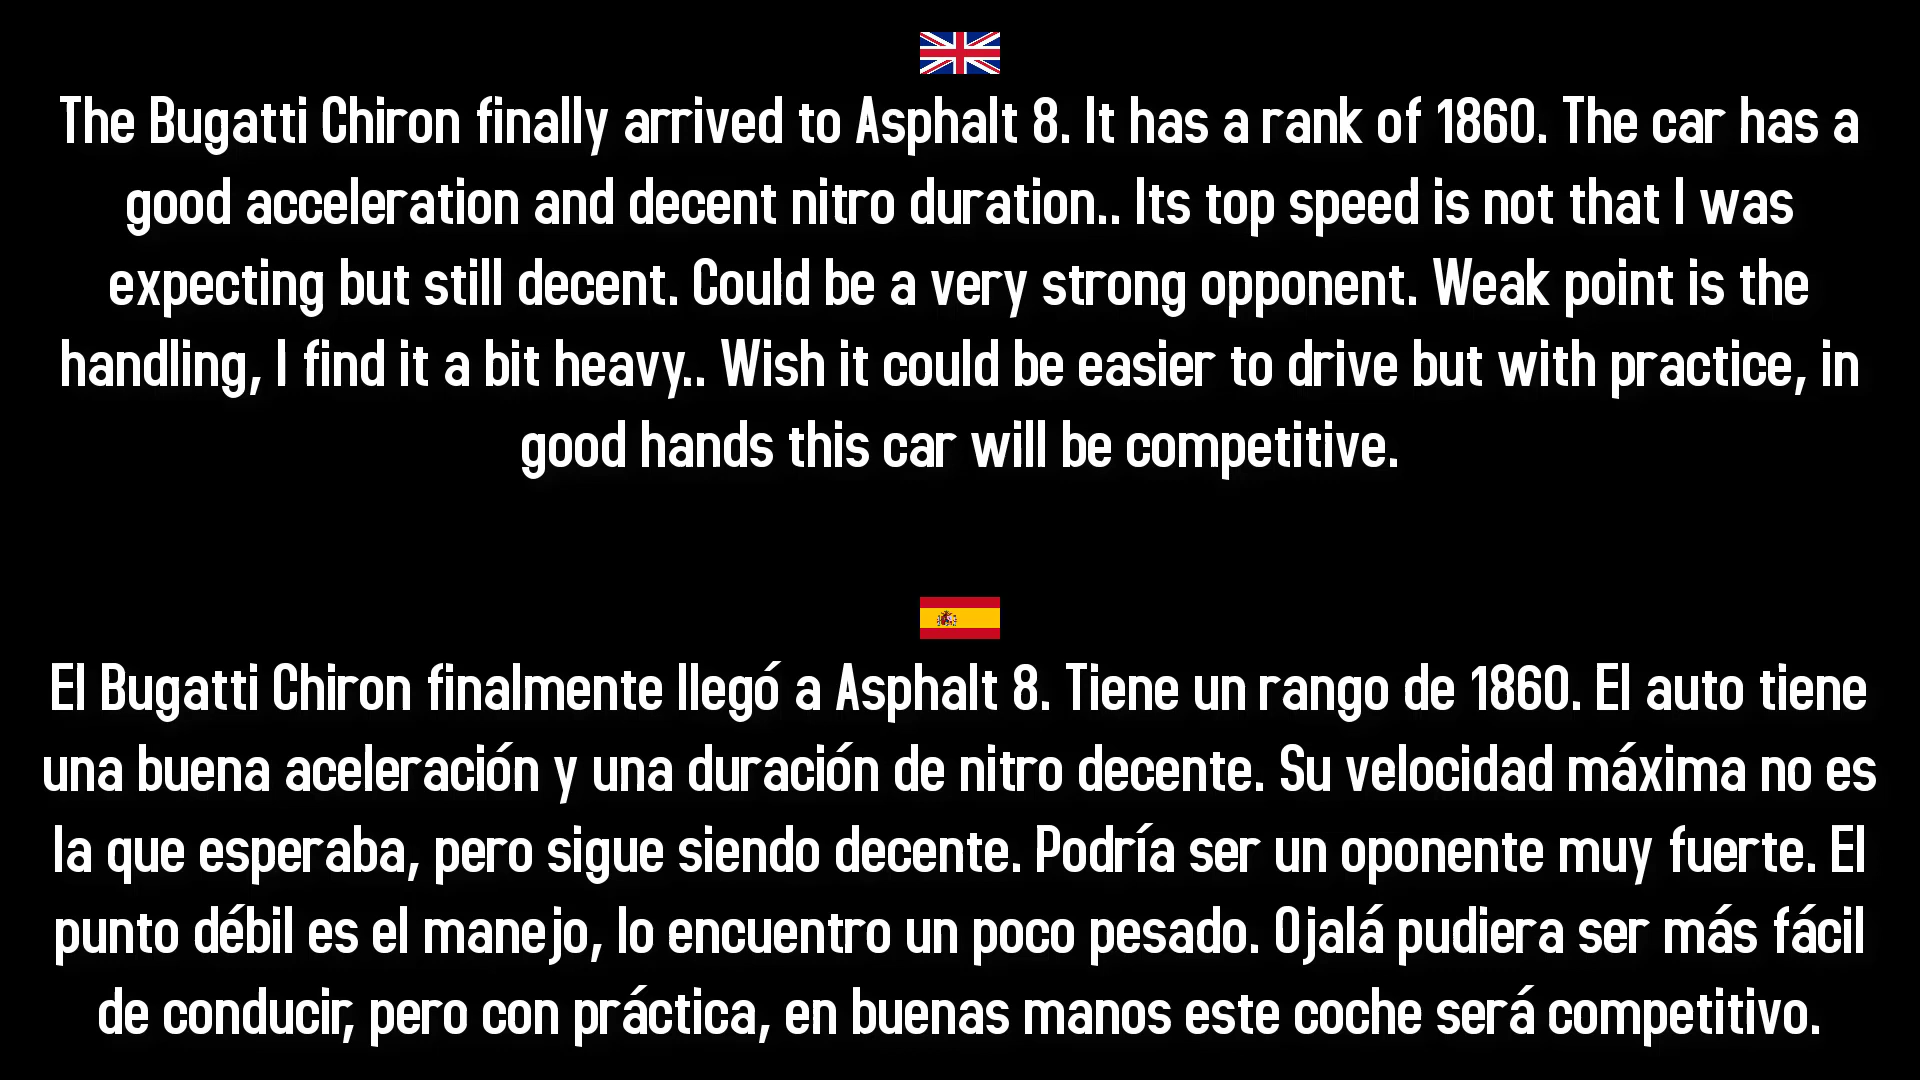 The Bugatti Chiron finally arrived to Asphalt 8. It has a rank of 1860. The car has a
good acceleration and decent nitro duration.. Its top speed is not that I was
expecting but still decent. Could be a very strong opponent. Weak point is the
handling, I find it a bit heavy.. Wish it could be easier to drive but with practice, in
good hands this car will be competitive.
El Bugatti Chiron finalmente llegó a Asphalt 8. Tiene un rango de 1860. El auto tiene
una buena aceleración y una duración de nitro decente. Su velocidad máxima no es
la que esperaba, pero sigue siendo decente. Podría ser un oponente muy fuerte. El
punto débil es el manejo, lo encuentro un poco pesado. Ojalá pudiera ser más fácil
de conducir, pero con práctica, en buenas manos este coche será competitivo.